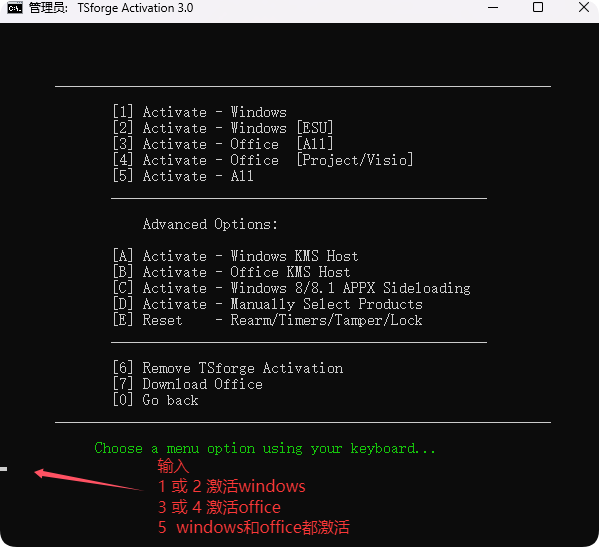 管理员: TSforge Activation 3.0
[1] Activate - Windows
[2] Activate - Windows [ESU]
[3] Activate - Office [All]
[4] Activate - Office [Project/Visio]
[5] Activate - All
Advanced Options:
[A] Activate - Windows KMS Host
[B] Activate - Office KMS Host
[C] Activate - Windows 8/8.1 APPX Sideloading
[D] Activate - Manually Select Products
[E] Reset - Rearm/Timers/Tamper/Lock
[6] Remove TSforge Activation
[7] Download Office
[0] Go back
Choose a menu option using your keyboard...
输入
1 或 2 激活windows
3 或 4 激活office
5 windows和office都激活